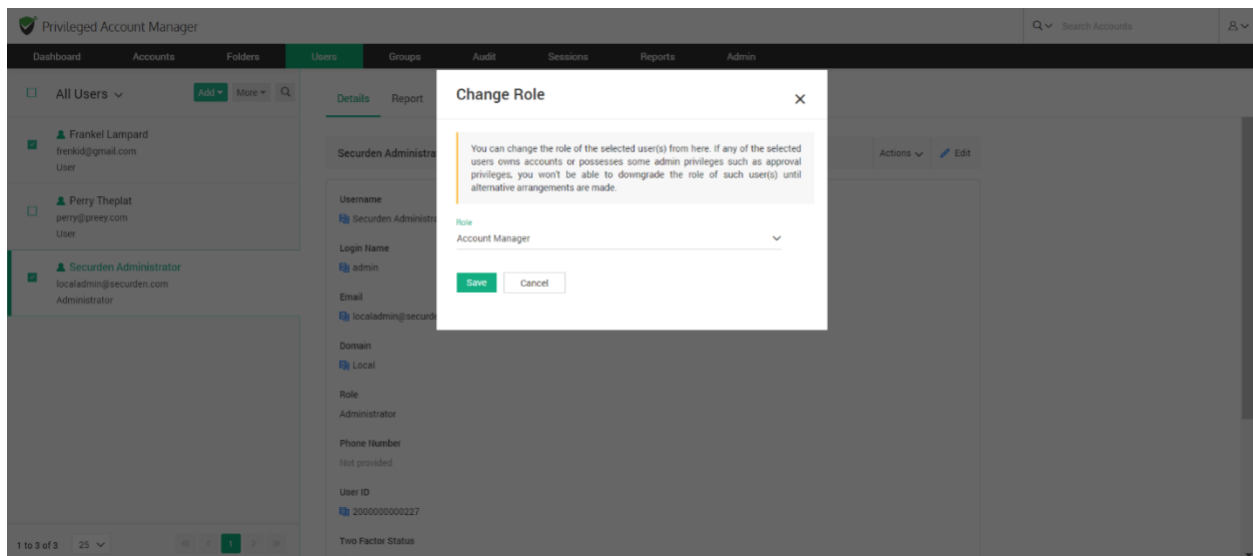 Privileged Account Manager
Search Accounts
Dashboard Accounts Folders Users Groups Audit Sessions Reports Admin
All Users Add More
Frankel Lampard
frenkid@gmail.com
User
Perry Theplat
perry@preey.com
User
Securden Administrator
localadmin@securden.com
Administrator
1 to 3 of 3 25 1
Details Report
Securden Administra
Actions Edit
Username
Securden Administra
Login Name
admin
Email
localadmin@securde
Domain
Local
Role
Administrator
Phone Number
Not provided
User ID
2000000000227
Two Factor Status
Change Role
You can change the role of the selected user(s) from here. If any of the selected
users owns accounts or possesses some admin privileges such as approval
privileges, you won't be able to downgrade the role of such user(s) until
alternative arrangements are made.
Role
Account Manager
Save Cancel